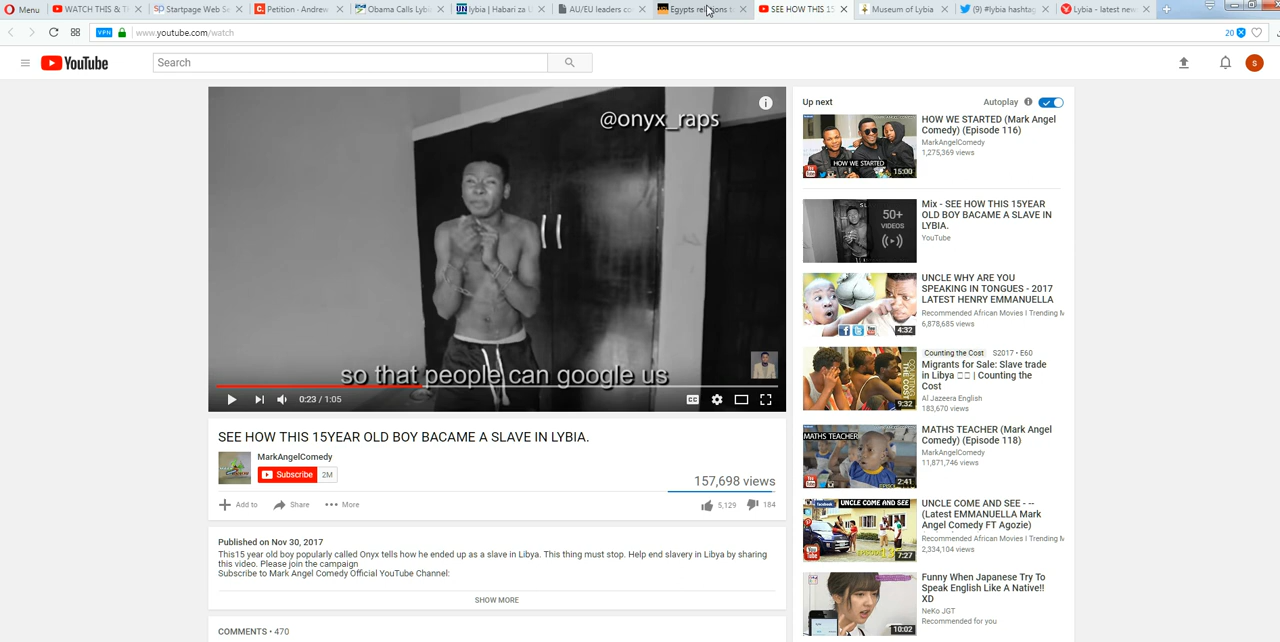 Menu
WATCH THIS & T
Startpage Web Se
Petition - Andrew
Obama Calls Lybi
lybia | Habari za U
AU/EU leaders co
Egypts relations t
SEE HOW THIS 15
Museum of Lybia
#lybia hashtag
Lybia - latest new
VPN
www.youtube.com/watch
20
YouTube
Search
S
@onyx_raps
so that people can google us
0:23 / 1:05
CC
SEE HOW THIS 15YEAR OLD BOY BACAME A SLAVE IN LYBIA.
MarkAngelComedy
Subscribe 2M
157,698 views
Add to
Share
More
5,129
184
Published on Nov 30, 2017
This15 year old boy popularly called Onyx tells how he ended up as a slave in Libya. This thing must stop. Help end slavery in Libya by sharing
this video. Please join the campaign
Subscribe to Mark Angel Comedy Official YouTube Channel:
SHOW MORE
COMMENTS • 470
Up next
Autoplay
HOW WE STARTED
15:00
HOW WE STARTED (Mark Angel
Comedy) (Episode 116)
MarkAngelComedy
1,275,369 views
50+
VIDEOS
Mix - SEE HOW THIS 15YEAR
OLD BOY BACAME A SLAVE IN
LYBIA.
YouTube
4:32
UNCLE WHY ARE YOU
SPEAKING IN TONGUES - 2017
LATEST HENRY EMMANUELLA
Recommended African Movies I Trending M
6,878,685 views
COUNTING
THE COST
9:32
Counting the Cost S2017 • E60
Migrants for Sale: Slave trade
in Libya | Counting the
Cost
Al Jazeera English
183,670 views
MATHS TEACHER
2:41
MATHS TEACHER (Mark Angel
Comedy) (Episode 118)
MarkAngelComedy
11,871,746 views
UNCLE COME AND SEE
7:27
UNCLE COME AND SEE - --
(Latest EMMANUELLA Mark
Angel Comedy FT Agozie)
Recommended African Movies I Trending M
2,334,104 views
10:02
Funny When Japanese Try To
Speak English Like A Native!!
XD
NeKo JGT
Recommended for you